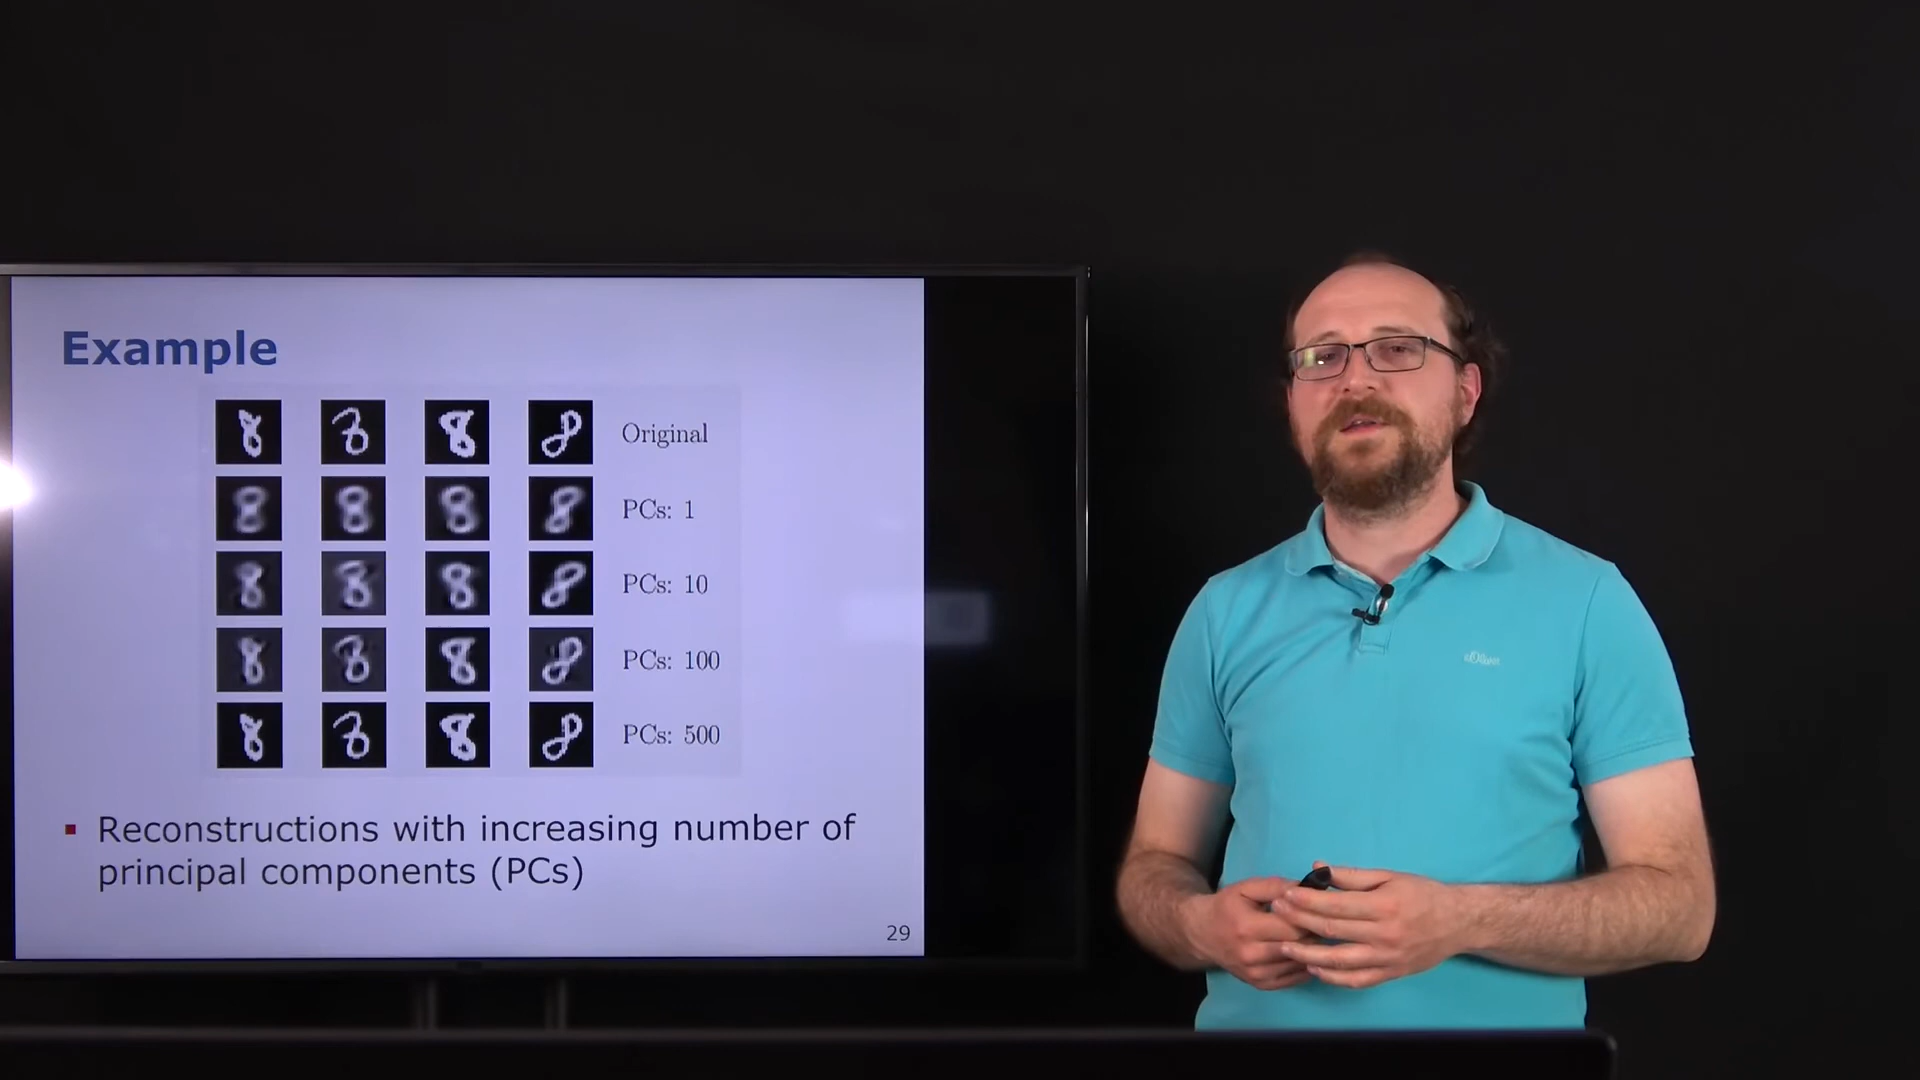 Example
Original
PCs: 1
PCs: 10
PCs: 100
PCs: 500
Reconstructions with increasing number of
principal components (PCs)
29
s.Oliver